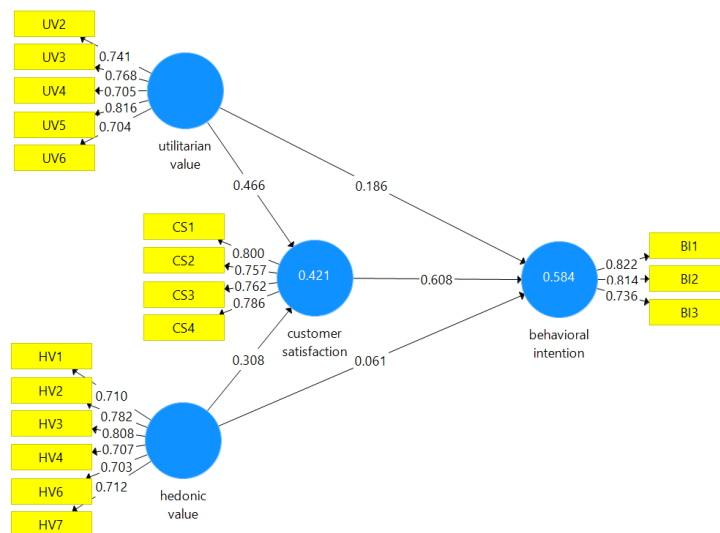 UV2
0.741
UV3
0.768
UV4
0.705
UV5
0.816
UV6
0.704
utilitarian
value
0.466
0.186
CS1
0.800
CS2
0.757
CS3
0.762
CS4
0.786
0.421
customer
satisfaction
0.608
0.584
behavioral
intention
BI1
0.822
BI2
0.814
BI3
0.736
0.308
0.061
HV1
0.710
HV2
0.782
HV3
0.808
HV4
0.707
HV6
0.703
HV7
0.712
hedonic
value